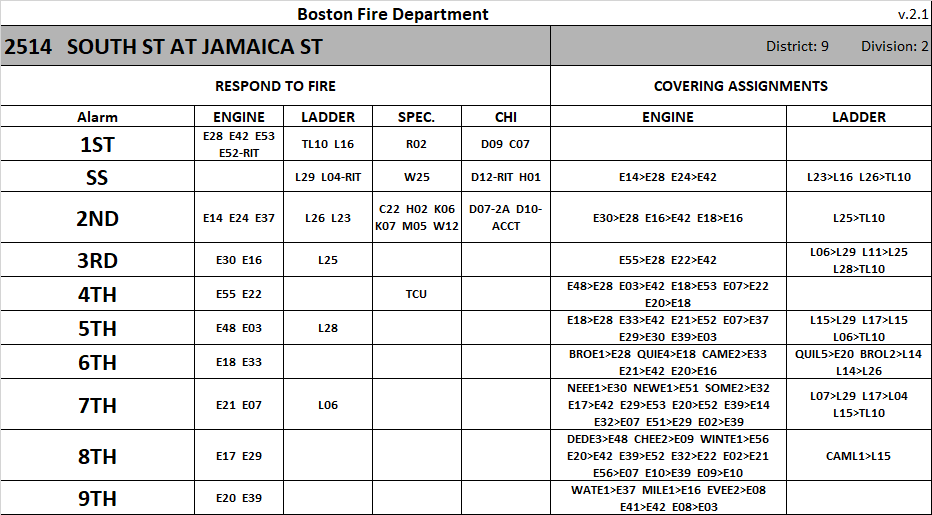 Boston Fire Department v.2.1
2514 SOUTH ST AT JAMAICA ST District: 9 Division: 2
RESPOND TO FIRE COVERING ASSIGNMENTS
Alarm ENGINE LADDER SPEC. CHI ENGINE LADDER
1ST
E28 E42 E53
E52-RIT
TL10 L16
R02
D09 C07
SS
L29 L04-RIT
W25
D12-RIT H01
E14>E28 E24>E42
L23>L16 L26>TL10
2ND
E14 E24 E37
L26 L23
C22 H02 K06
K07 M05 W12
D07-2A D10-
ACCT
E30>E28 E16>E42 E18>E16
L25>TL10
3RD
E30 E16
L25
E55>E28 E22>E42
L06>L29 L11>L25
L28>TL10
4TH
E55 E22
TCU
E48>E28 E03>E42 E18>E53 E07>E22
E20>E18
5TH
E48 E03
L28
E18>E28 E33>E42 E21>E52 E07>E37
E29>E30 E39>E03
L15>L29 L17>L15
L06>TL10
6TH
E18 E33
BROE1>E28 QUIE4>E18 CAME2>E33
E21>E42 E20>E16
QUIL5>E20 BROL2>L14
L14>L26
7TH
E21 E07
L06
NEEE1>E30 NEWE1>E51 SOME2>E32
E17>E42 E29>E53 E20>E52 E39>E14
E32>E07 E51>E29 E02>E39
L07>L29 L17>L04
L15>TL10
8TH
E17 E29
DEDE3>E48 CHEE2>E09 WINTE1>E56
E20>E42 E39>E52 E32>E22 E02>E21
E56>E07 E10>E39 E09>E10
CAML1>L15
9TH
E20 E39
WATE1>E37 MILE1>E16 EVEE2>E08
E41>E42 E08>E03